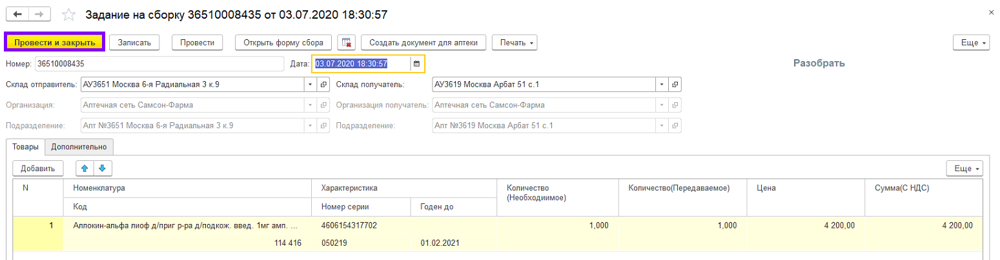 Задание на сборку 36510008435 от 03.07.2020 18:30:57
Провести и закрыть Записать Провести Открыть форму сбора Создать документ для аптеки Печать Еще
Номер: 36510008435 Дата: 03.07.2020 18:30:57 Разобрать
Склад отправитель: АУ3651 Москва 6-я Радиальная 3 к.9 Склад получатель: АУ3619 Москва Арбат 51 с.1
Организация: Аптечная сеть Самсон-Фарма Организация получатель: Аптечная сеть Самсон-Фарма
Подразделение: Апт №3651 Москва 6-я Радиальная 3 к.9 Подразделение: Апт №3619 Москва Арбат 51 с.1
Товары Дополнительно
Добавить Еще
N Номенклатура Характеристика Количество Количество(Передаваемое) Цена Сумма(С НДС)
(Необходиимое)
Код Номер серии Годен до
1 Аллокин-альфа лиоф д/приг р-ра д/подкож. введ. 1мг амп. ... 4606154317702 1,000 1,000 4 200,00 4 200,00
114 416 050219 01.02.2021